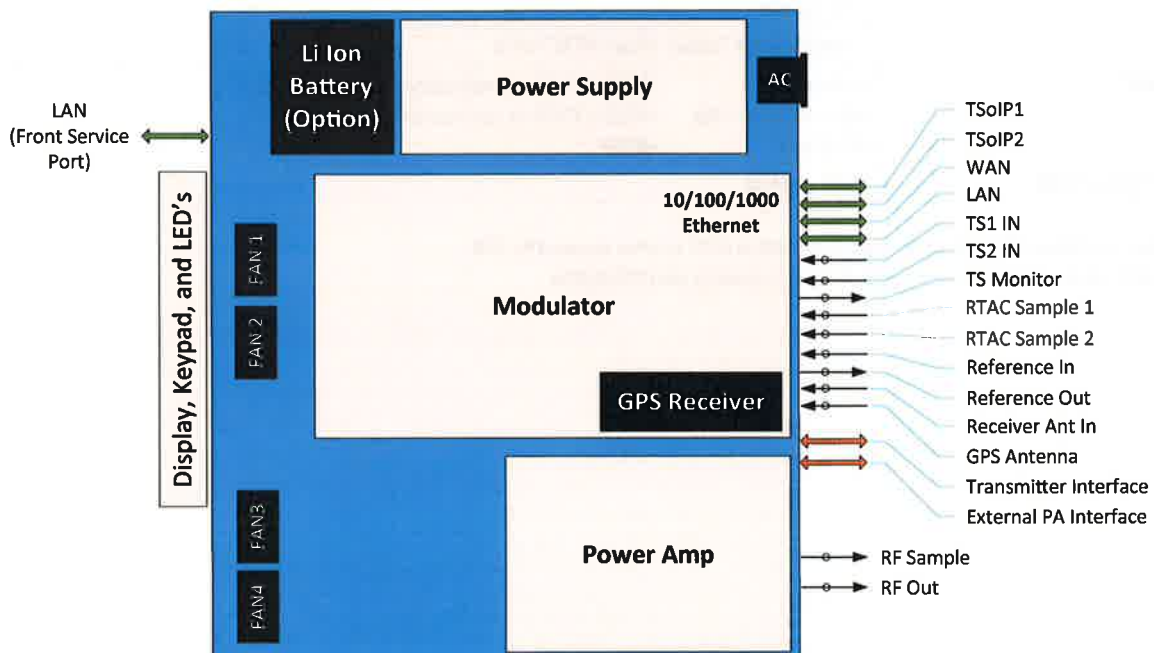 Li Ion
Battery
(Option)
Power Supply
AC
LAN
(Front Service
Port)
Display, Keypad, and LED's
FAN 1
FAN 2
FAN3
FAN4
10/100/1000
Ethernet
Modulator
GPS Receiver
Power Amp
TSoIP1
TSoIP2
WAN
LAN
TS1 IN
TS2 IN
TS Monitor
RTAC Sample 1
RTAC Sample 2
Reference In
Reference Out
Receiver Ant In
GPS Antenna
Transmitter Interface
External PA Interface
RF Sample
RF Out